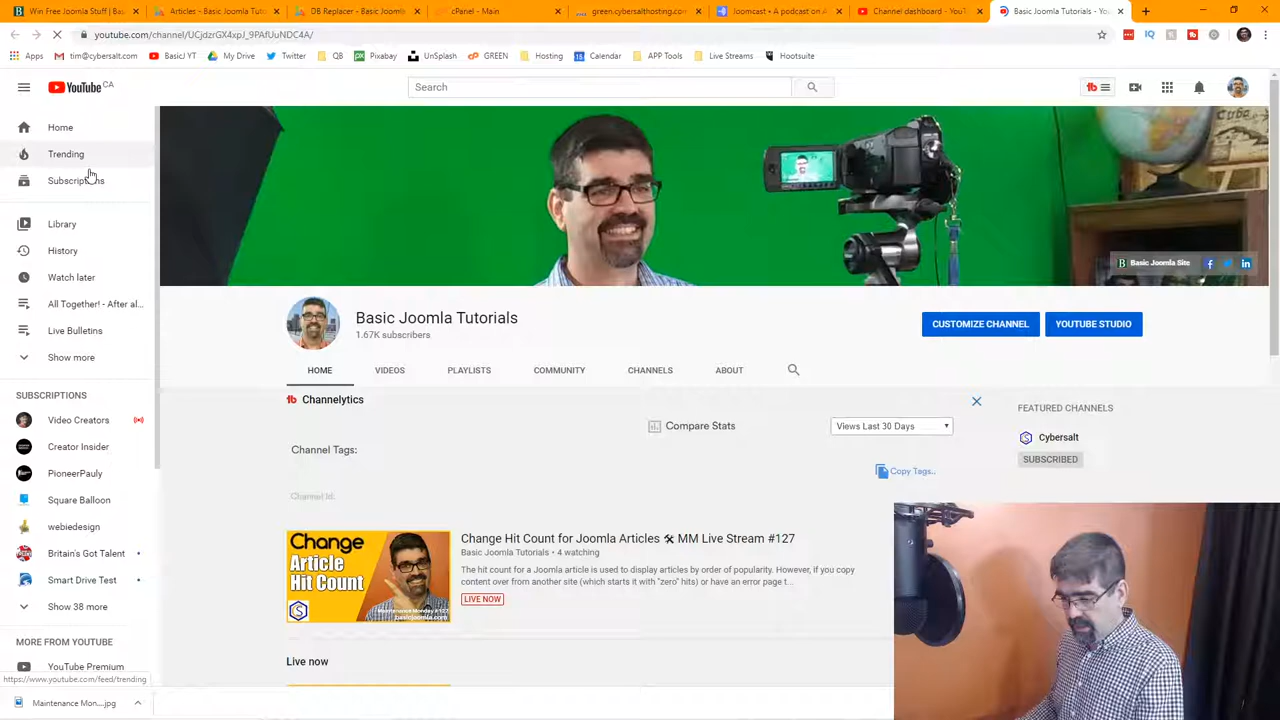 Win Free Joomla Stuff | Bas
Articles - Basic Joomla Tutori
DB Replacer - Basic Joomla
cPanel - Main
green.cybersalthosting.com
Joomcast • A podcast on A
Channel dashboard - YouT
Basic Joomla Tutorials - You
youtube.com/channel/UCjdzrGX4xpJ_9PAfUuNDC4A/
Apps
tim@cybersalt.com
BasicJ YT
My Drive
Twitter
QB
Pixabay
UnSplash
GREEN
Hosting
Calendar
APP Tools
Live Streams
Hootsuite
YouTube CA
Search
Home
Trending
Subscriptions
Library
History
Watch later
All Together! - After al...
Live Bulletins
Show more
SUBSCRIPTIONS
Video Creators
Creator Insider
PioneerPauly
Square Balloon
webiedesign
Britain's Got Talent
Smart Drive Test
Show 38 more
MORE FROM YOUTUBE
YouTube Premium
https://www.youtube.com/feed/trending
Basic Joomla Site
Basic Joomla Tutorials
1.67K subscribers
CUSTOMIZE CHANNEL
YOUTUBE STUDIO
HOME
VIDEOS
PLAYLISTS
COMMUNITY
CHANNELS
ABOUT
Channelytics
Compare Stats
Views Last 30 Days
Channel Tags:
Copy Tags..
Channel Id:
FEATURED CHANNELS
Cybersalt
SUBSCRIBED
Change
Article
Hit Count
Maintenance Monday #127
basicjoomla.com
Change Hit Count for Joomla Articles 🛠 MM Live Stream #127
Basic Joomla Tutorials • 4 watching
The hit count for a Joomla article is used to display articles by order of popularity. However, if you copy
content over from another site (which starts it with "zero" hits) or have an error page t...
LIVE NOW
Live now
Maintenance Mon....jpg